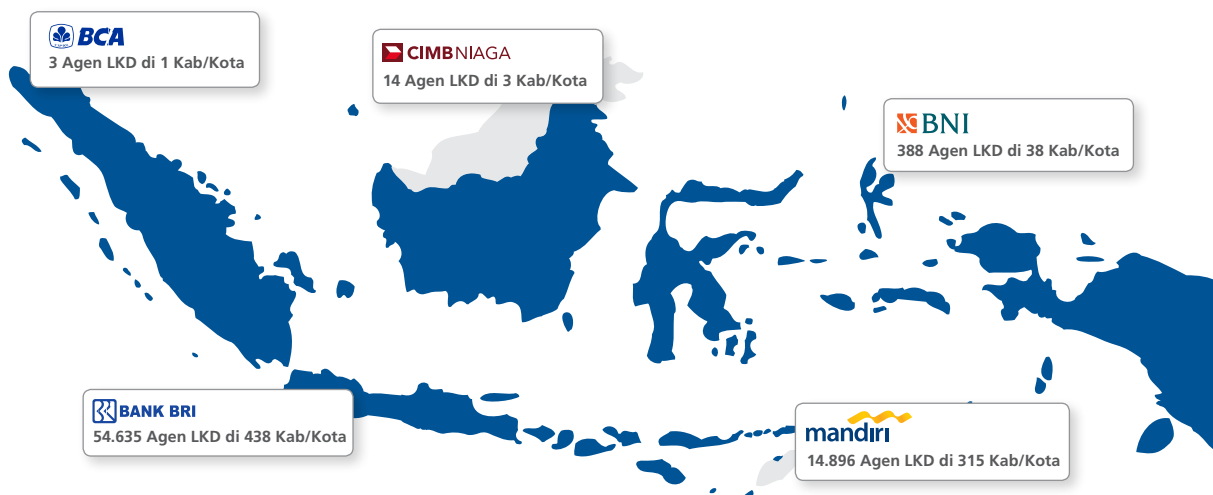 BCA
3 Agen LKD di 1 Kab/Kota
CIMBNIAGA
14 Agen LKD di 3 Kab/Kota
BNI
388 Agen LKD di 38 Kab/Kota
BANK BRI
54.635 Agen LKD di 438 Kab/Kota
mandiri
14.896 Agen LKD di 315 Kab/Kota